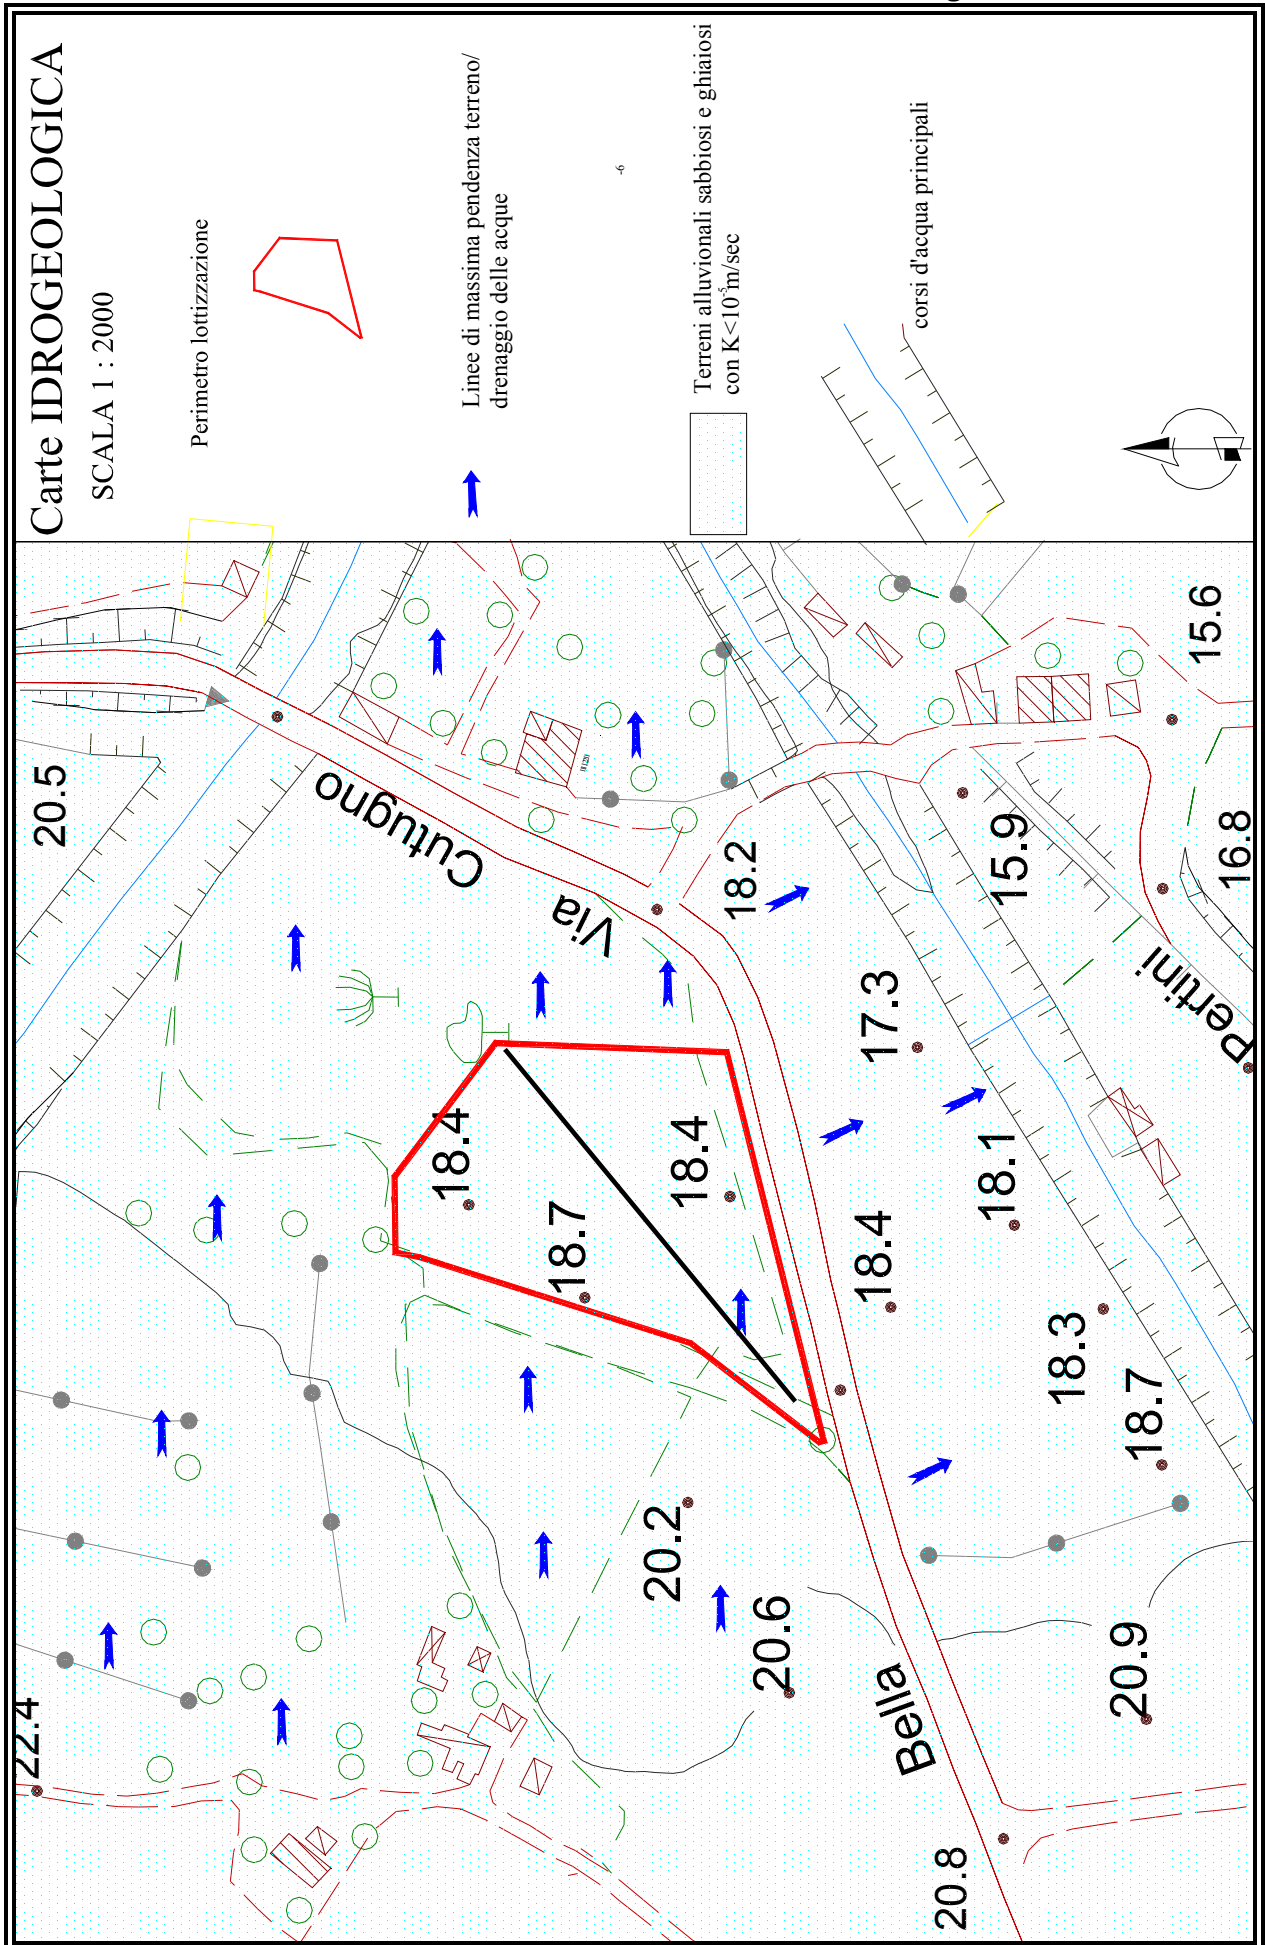 Carte IDROGEOLOGICA
SCALA 1 : 2000
Perimetro lottizzazione
Linee di massima pendenza terreno/
drenaggio delle acque
-6
Terreni alluvionali sabbiosi e ghiaiosi
con K<10⁻⁵m/sec
corsi d'acqua principali
20.5
Cutugno
Via
18.2
15.9
15.6
16.8
Pertini
17.3
18.4
18.4
18.7
18.1
18.4
18.3
18.7
20.2
20.6
20.9
Bella
22.4
20.8